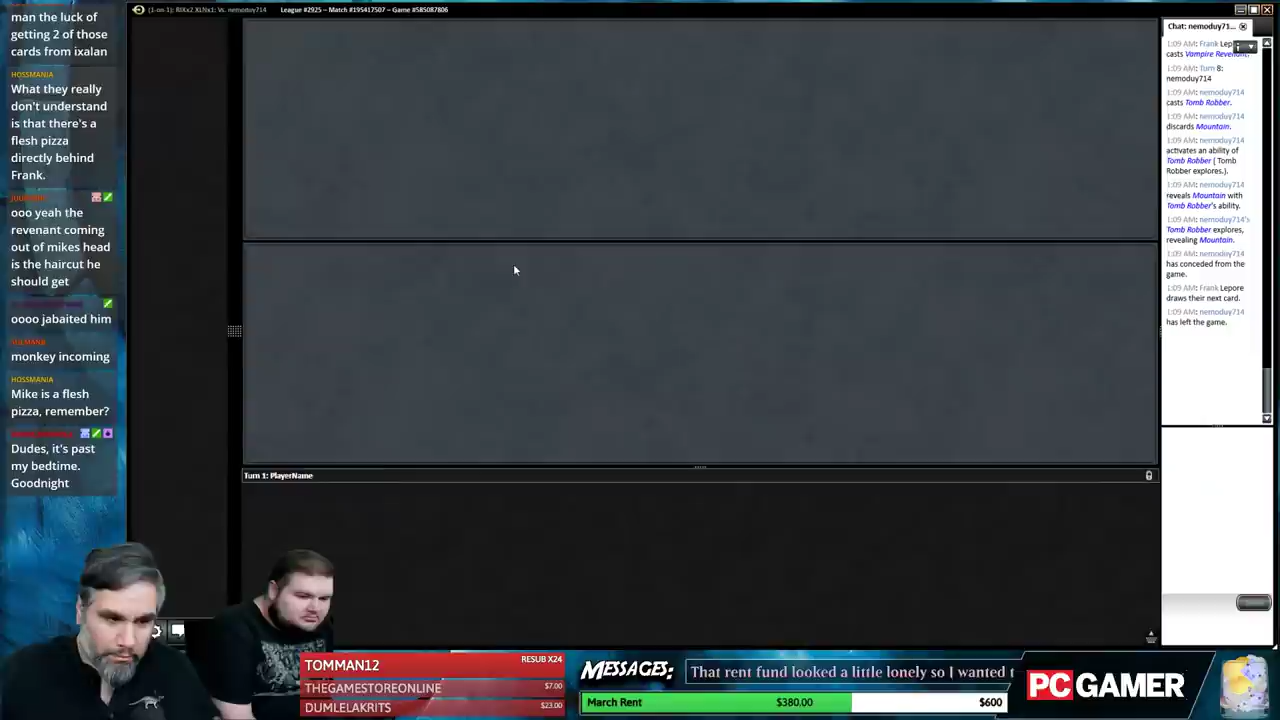 man the luck of
getting 2 of those
cards from ixalan
HOSSMANIA
What they really
don't understand
is that there's a
flesh pizza
directly behind
Frank.
ooo yeah the
revenant coming
out of mikes head
is the haircut he
should get
oooo jabaited him
monkey incoming
HOSSMANIA
Mike is a flesh
pizza, remember?
Dudes, it's past
my bedtime.
Goodnight
(1-on-1): RIXx2 XLNx1: Vs. nemoduy714
League #2925 – Match #195417507 – Game #585087806
Turn 1: PlayerName
Chat: nemoduy71...
1:09 AM: Frank Lep
casts Vampire Revenant.
1:09 AM: Turn 8:
nemoduy714
1:09 AM: nemoduy714
casts Tomb Robber.
1:09 AM: nemoduy714
discards Mountain.
1:09 AM: nemoduy714
activates an ability of
Tomb Robber ( Tomb
Robber explores.).
1:09 AM: nemoduy714
reveals Mountain with
Tomb Robber's ability.
1:09 AM: nemoduy714's
Tomb Robber explores,
revealing Mountain.
1:09 AM: nemoduy714
has conceded from the
game.
1:09 AM: Frank Lepore
draws their next card.
1:09 AM: nemoduy714
has left the game.
TOMMAN12 RESUB X24
THEGAMESTOREONLINE $7.00
DUMLELAKRITS $23.00
MESSAGES: That rent fund looked a little lonely so I wanted t
March Rent $380.00 $600
PC GAMER